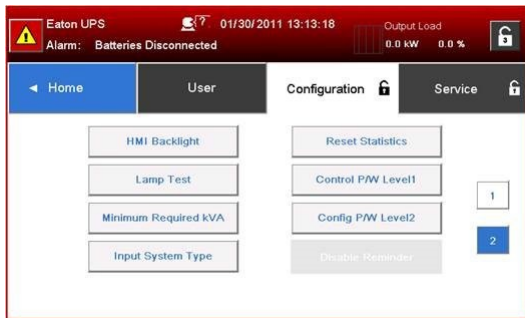 Eaton UPS
01/30/2011 13:13:18
Output Load
Alarm: Batteries Disconnected
0.0 kW 0.0 %
3
◄ Home
User
Configuration
Service
HMI Backlight
Reset Statistics
Lamp Test
Control P/W Level1
Minimum Required kVA
Config P/W Level2
Input System Type
Disable Reminder
1
2